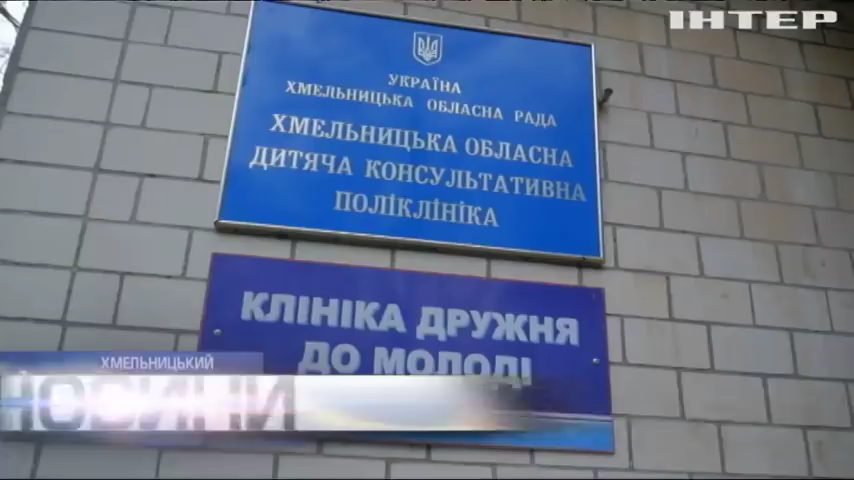 ІНТЕР
УКРАЇНА
ХМЕЛЬНИЦЬКА ОБЛАСНА РАДА
ХМЕЛЬНИЦЬКА ОБЛАСНА
ДИТЯЧА КОНСУЛЬТАТИВНА
ПОЛІКЛІНІКА
КЛІНІКА ДРУЖНЯ
ДО МОЛОДІ
ХМЕЛЬНИЦЬКИЙ